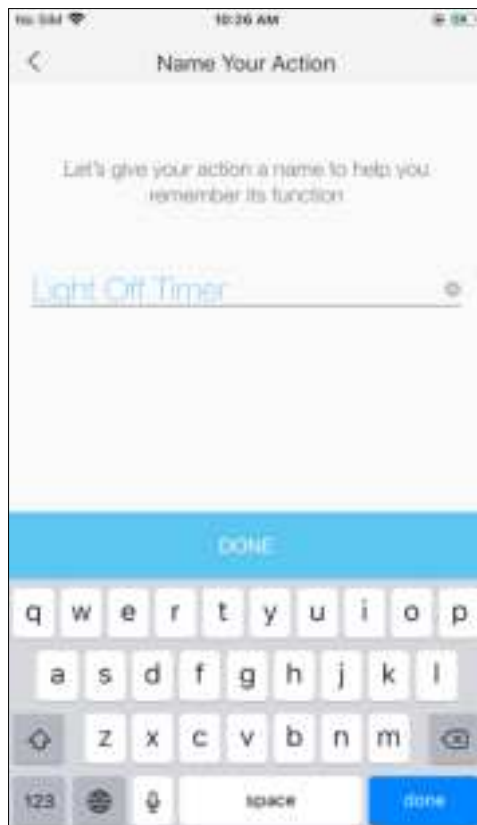 No SIM 10:26 AM
Name Your Action
Let's give your action a name to help you
remember its function
Light Off Timer
DONE
q w e r t y u i o p
a s d f g h j k l
z x c v b n m
123 space done